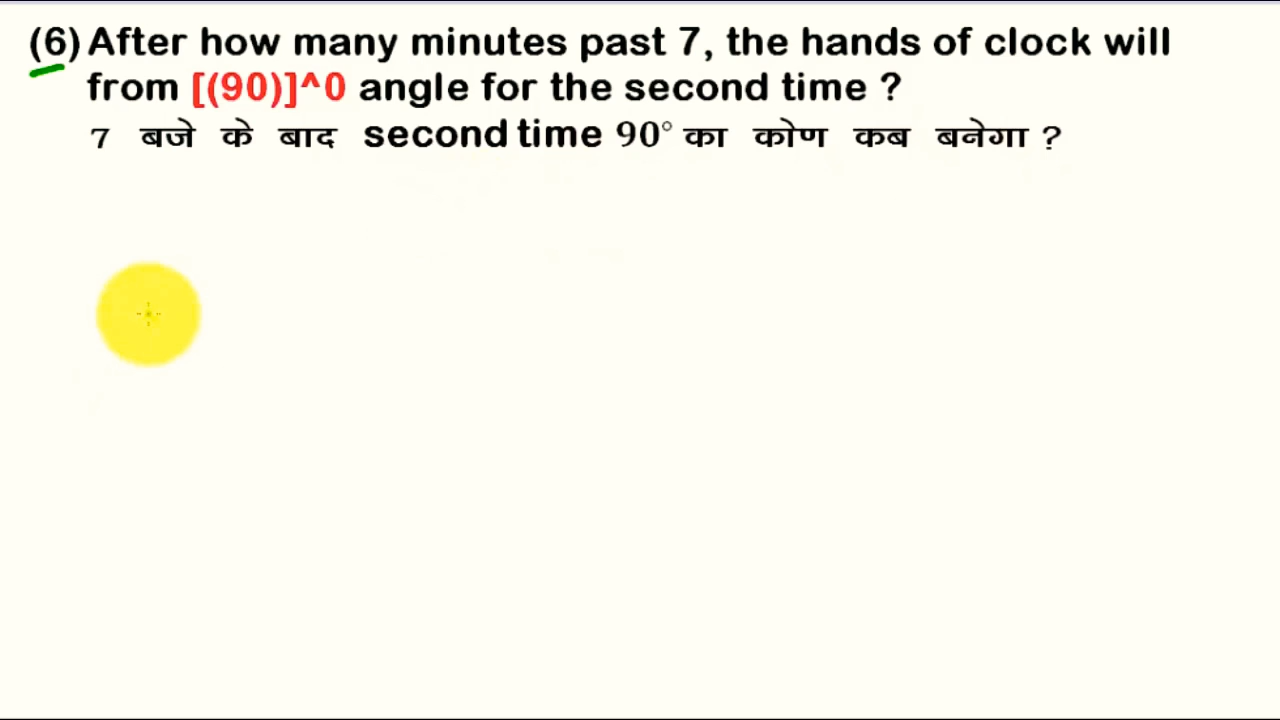 (6) After how many minutes past 7, the hands of clock will
from [(90)]^0 angle for the second time ?
7 बजे के बाद second time 90° का कोण कब बनेगा ?